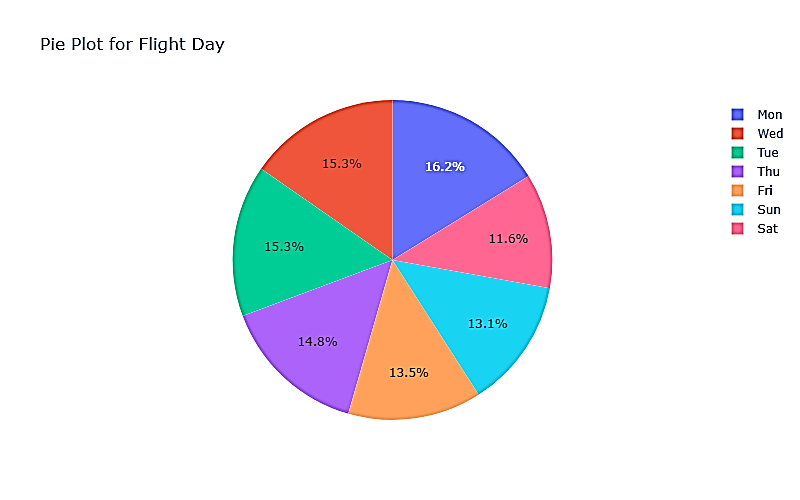 Pie Plot for Flight Day
Mon
Wed
Tue
Thu
Fri
Sun
Sat
15.3%
16.2%
11.6%
15.3%
13.1%
14.8%
13.5%